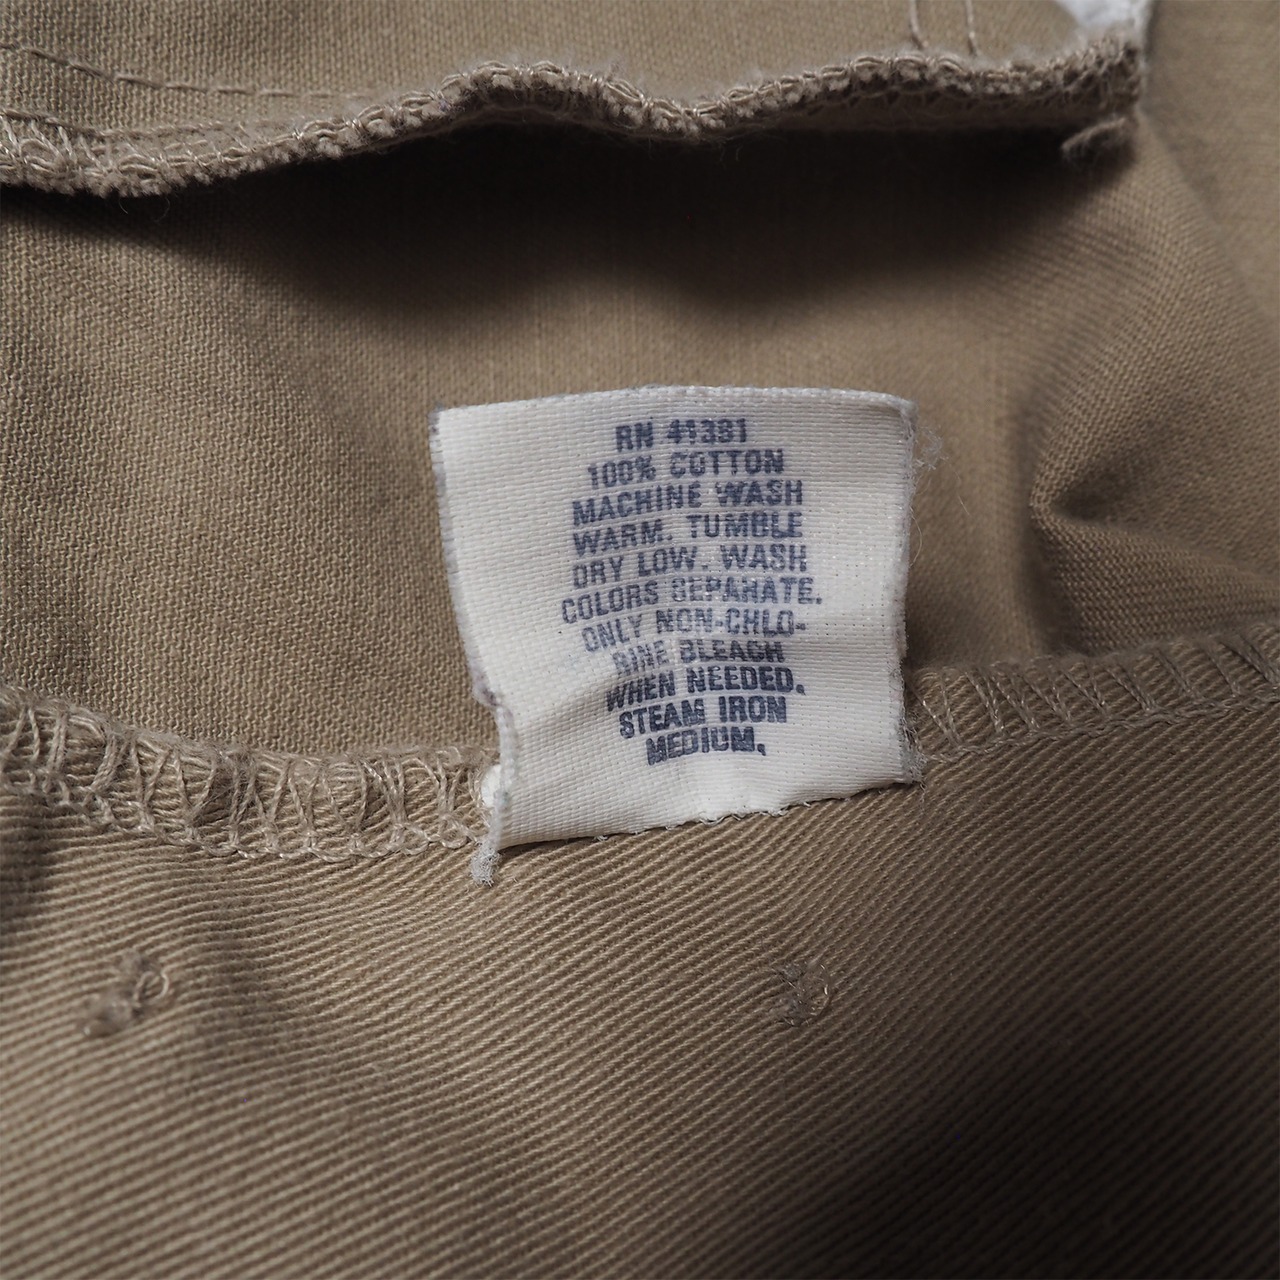 RN 41381
100% COTTON
MACHINE WASH
WARM. TUMBLE
DRY LOW. WASH
COLORS SEPARATE.
ONLY NON-CHLO-
RINE BLEACH
WHEN NEEDED.
STEAM IRON
MEDIUM.